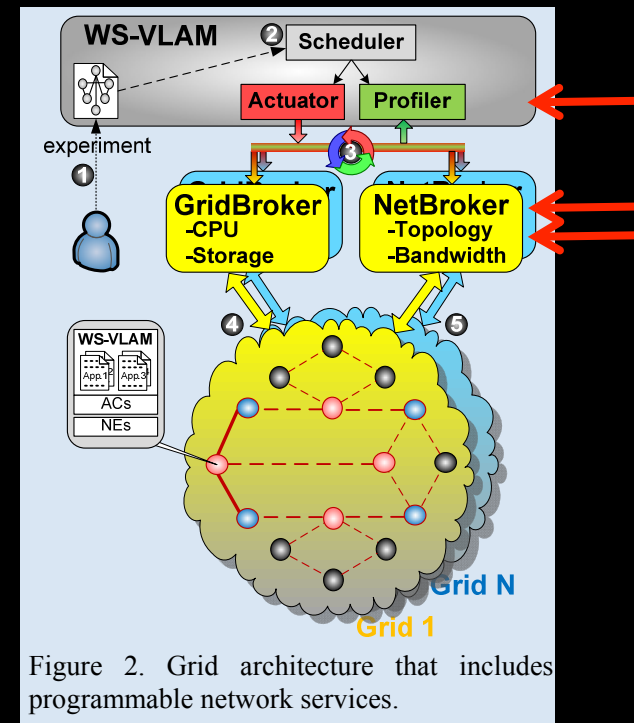 WS-VLAM
2
Scheduler
Actuator
Profiler
experiment
3
1
GridBroker
-CPU
-Storage
NetBroker
-Topology
-Bandwidth
4
5
WS-VLAM
App.1 App.3
ACs
NEs
Grid N
Grid 1
Figure 2. Grid architecture that includes
programmable network services.